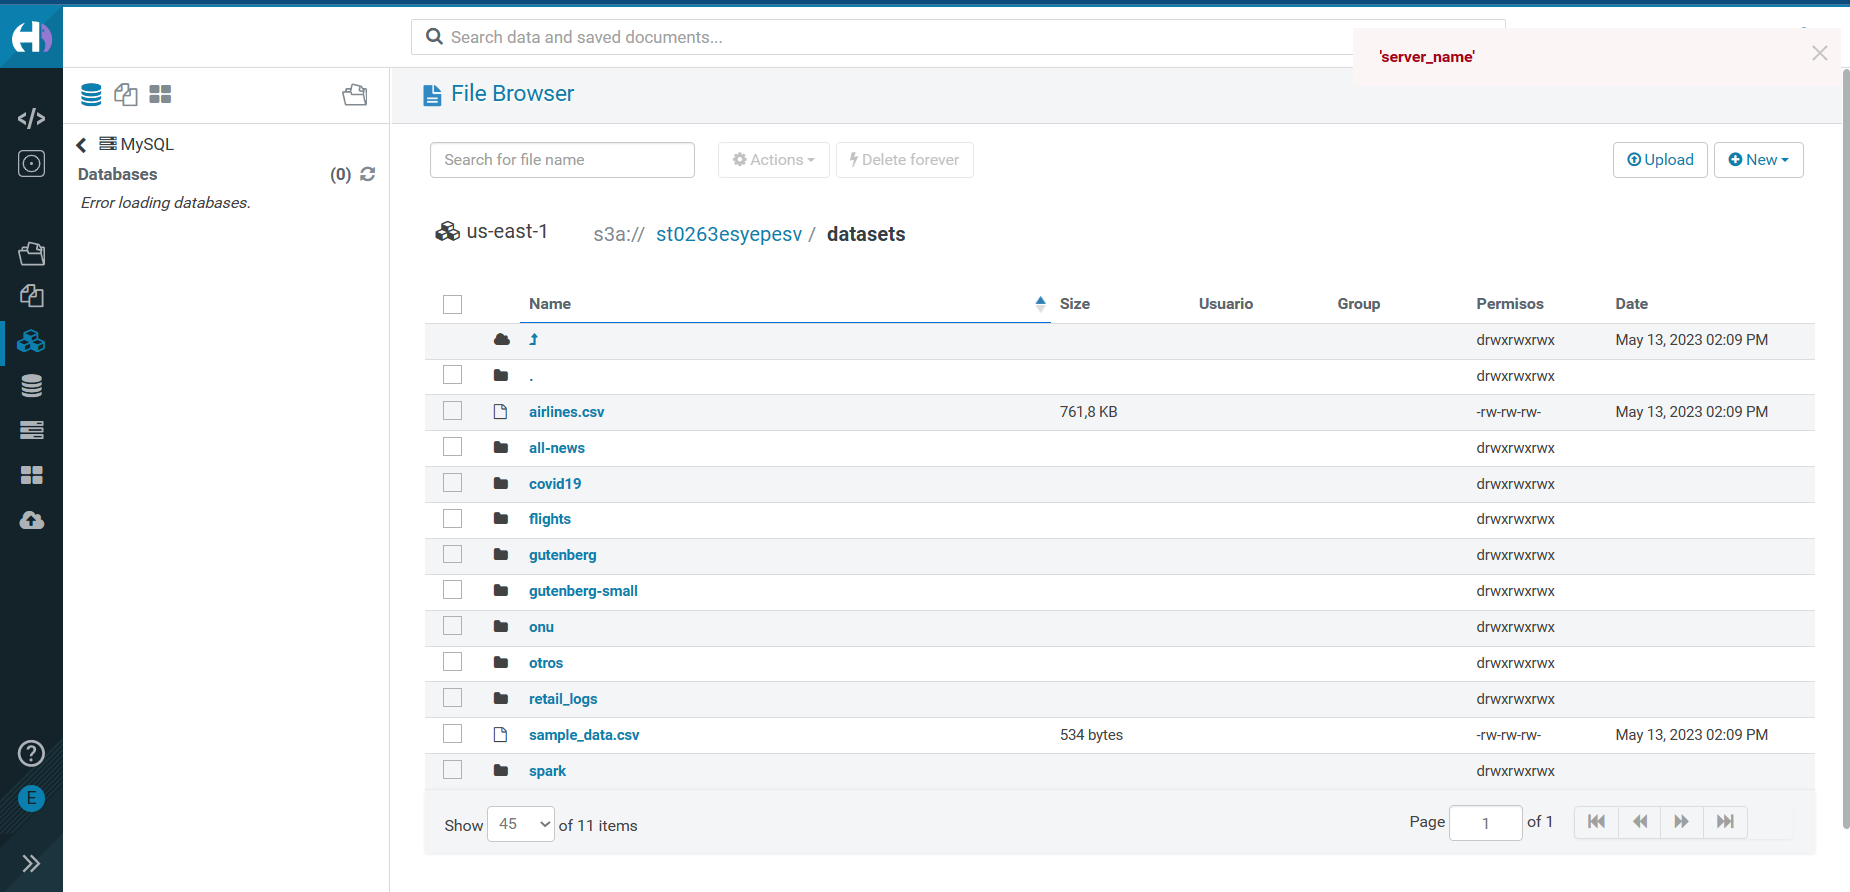 Search data and saved documents...
'server_name'
File Browser
MySQL
Databases (0)
Error loading databases.
Search for file name
Actions
Delete forever
Upload
New
us-east-1 s3a:// st0263esyepesv / datasets
Name Size Usuario Group Permisos Date
drwxrwxrwx May 13, 2023 02:09 PM
. drwxrwxrwx
airlines.csv 761,8 KB -rw-rw-rw- May 13, 2023 02:09 PM
all-news drwxrwxrwx
covid19 drwxrwxrwx
flights drwxrwxrwx
gutenberg drwxrwxrwx
gutenberg-small drwxrwxrwx
onu drwxrwxrwx
otros drwxrwxrwx
retail_logs drwxrwxrwx
sample_data.csv 534 bytes -rw-rw-rw- May 13, 2023 02:09 PM
spark drwxrwxrwx
E
Show 45 of 11 items
Page 1 of 1